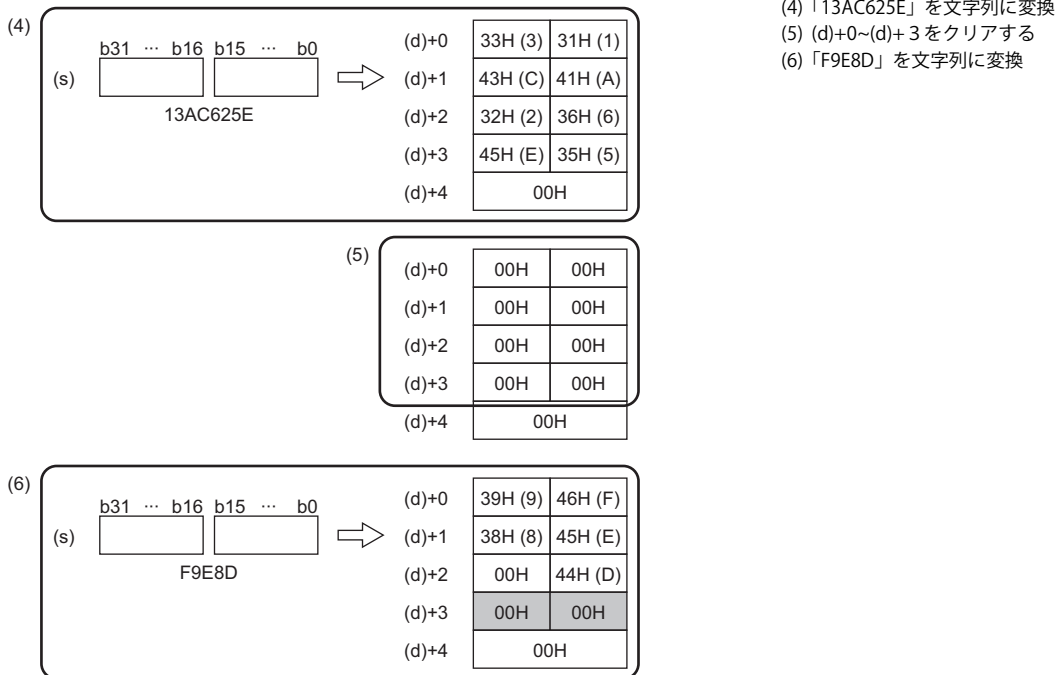 (4)
b31 … b16 b15 … b0
(s)
13AC625E
(d)+0 33H (3) 31H (1)
(d)+1 43H (C) 41H (A)
(d)+2 32H (2) 36H (6)
(d)+3 45H (E) 35H (5)
(d)+4 00H
(5)
(d)+0 00H 00H
(d)+1 00H 00H
(d)+2 00H 00H
(d)+3 00H 00H
(d)+4 00H
(6)
b31 … b16 b15 … b0
(s)
F9E8D
(d)+0 39H (9) 46H (F)
(d)+1 38H (8) 45H (E)
(d)+2 00H 44H (D)
(d)+3 00H 00H
(d)+4 00H
(4)「13AC625E」を文字列に変換
(5) (d)+0~(d)+３をクリアする
(6)「F9E8D」を文字列に変換